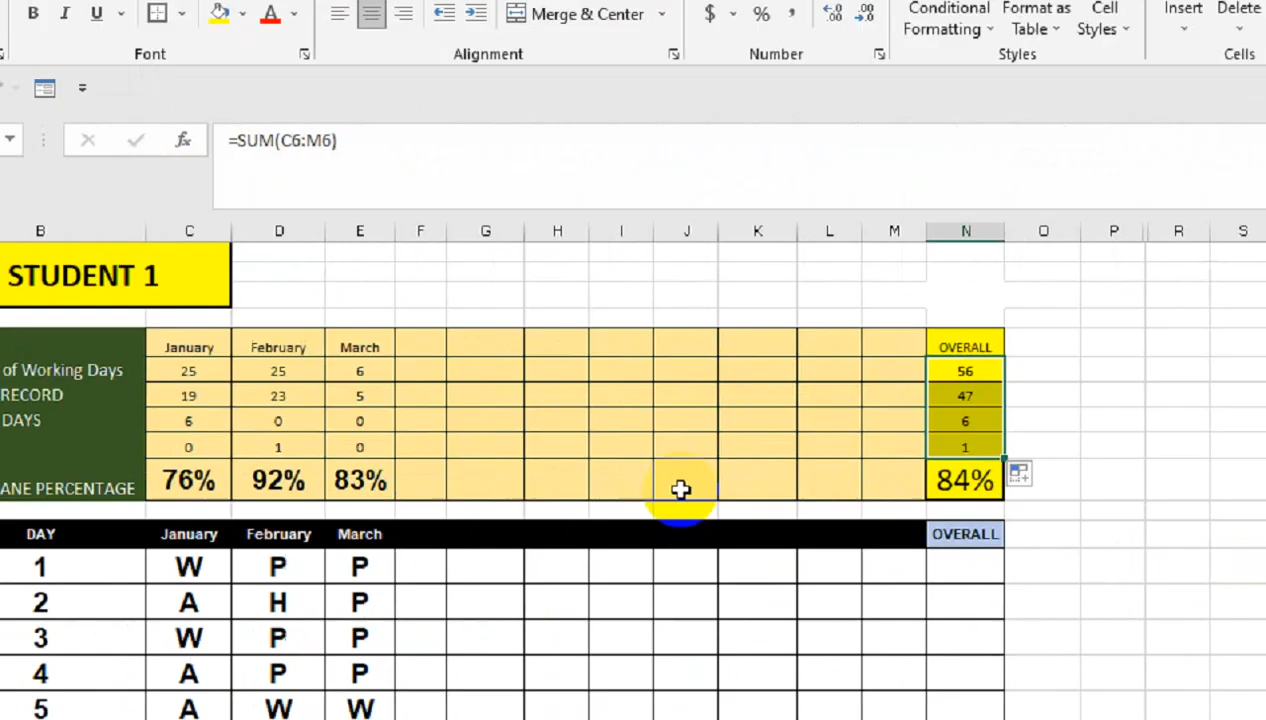 B I U Merge & Center $ % , Conditional Format as Cell Insert Delete
Formatting Table Styles
Font Alignment Number Styles Cells
fx =SUM(C6:M6)
B C D E F G H I J K L M N O P R S
STUDENT 1
January February March OVERALL
of Working Days 25 25 6 56
RECORD 19 23 5 47
DAYS 6 0 0 6
0 1 0 1
ANE PERCENTAGE 76% 92% 83% 84%
DAY January February March OVERALL
1 W P P
2 A H P
3 W P P
4 A P P
5 A W W